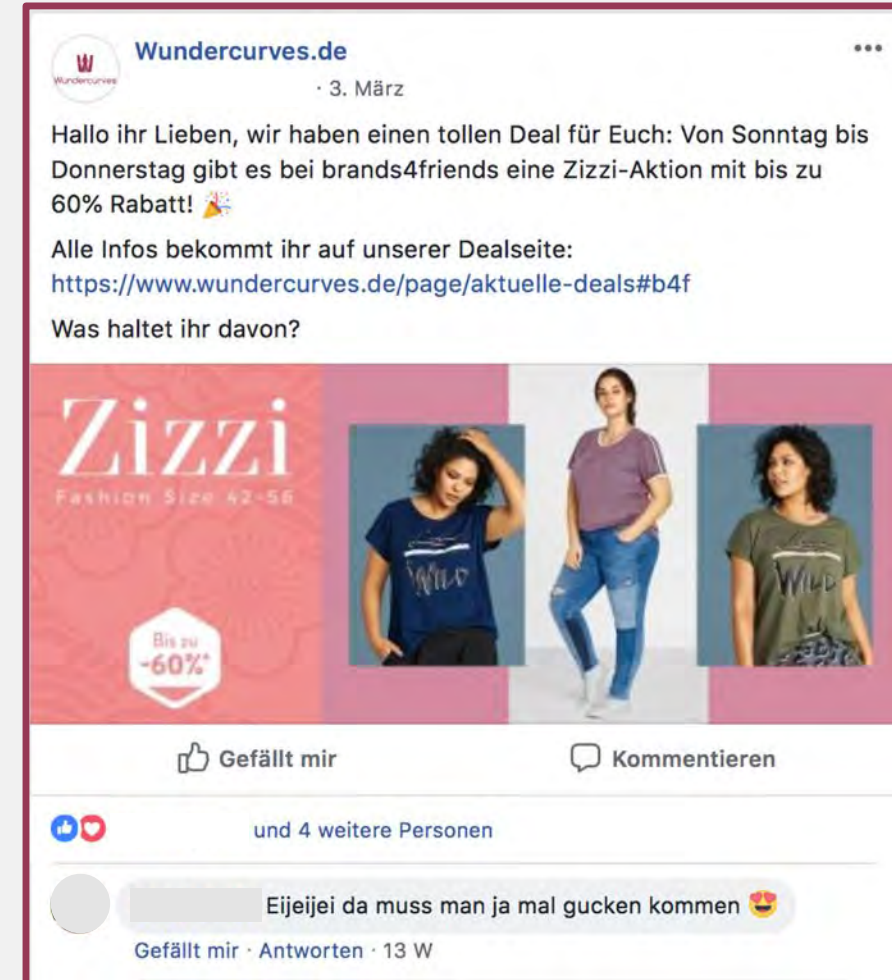 Wundercurves
Wundercurves.de
· 3. März
Hallo ihr Lieben, wir haben einen tollen Deal für Euch: Von Sonntag bis
Donnerstag gibt es bei brands4friends eine Zizzi-Aktion mit bis zu
60% Rabatt! 🎉
Alle Infos bekommt ihr auf unserer Dealseite:
https://www.wundercurves.de/page/aktuelle-deals#b4f
Was haltet ihr davon?
Zizzi
Fashion Size 42-56
Bis zu
-60%*
WILD
WILD
Gefällt mir
Kommentieren
und 4 weitere Personen
Eijeijei da muss man ja mal gucken kommen 😍
Gefällt mir · Antworten · 13 W